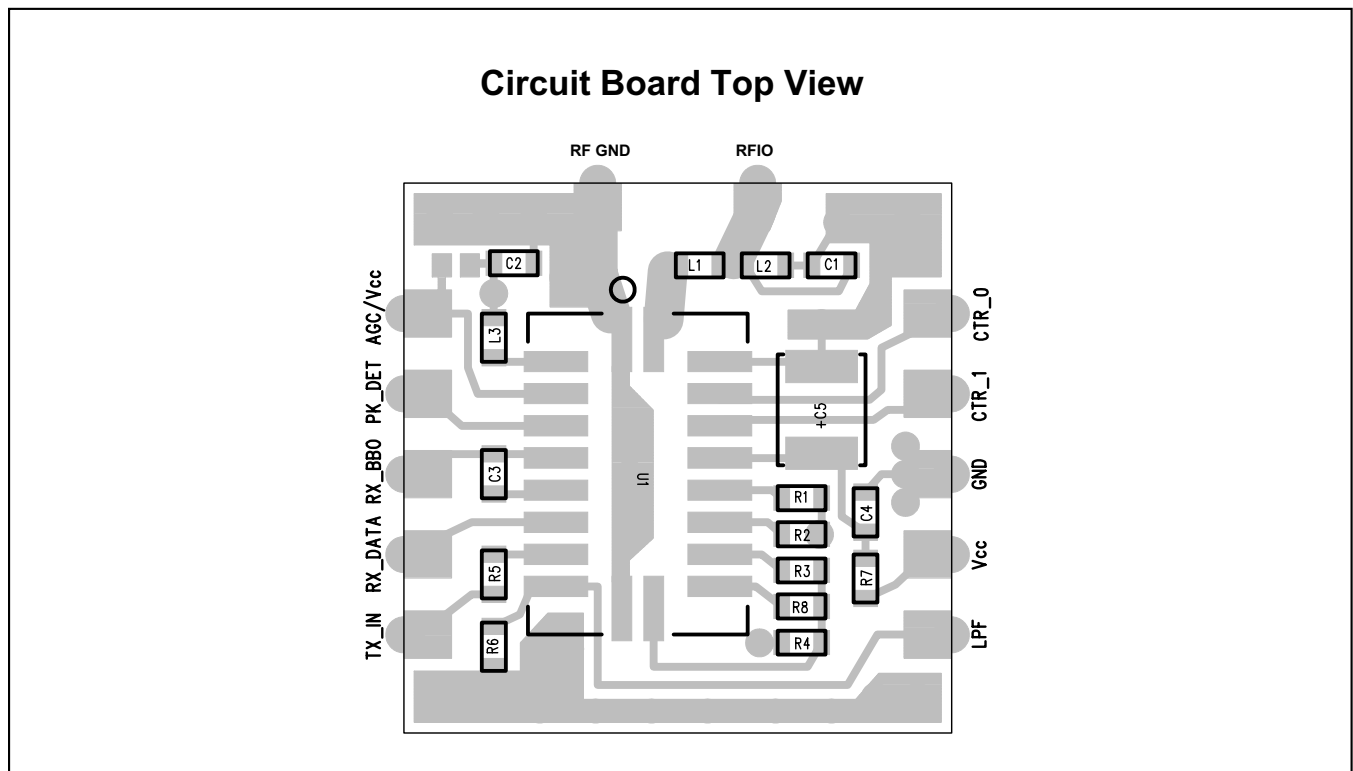 Circuit Board Top View
RF GND
RFIO
C2
L1
L2
C1
AGC/Vcc
L3
CTR_0
PK_DET
+C5
CTR_1
RX_BBO
C3
U1
GND
R1
C4
RX_DATA
R2
Vcc
R5
R3
R7
R8
TX_IN
R6
R4
LPF